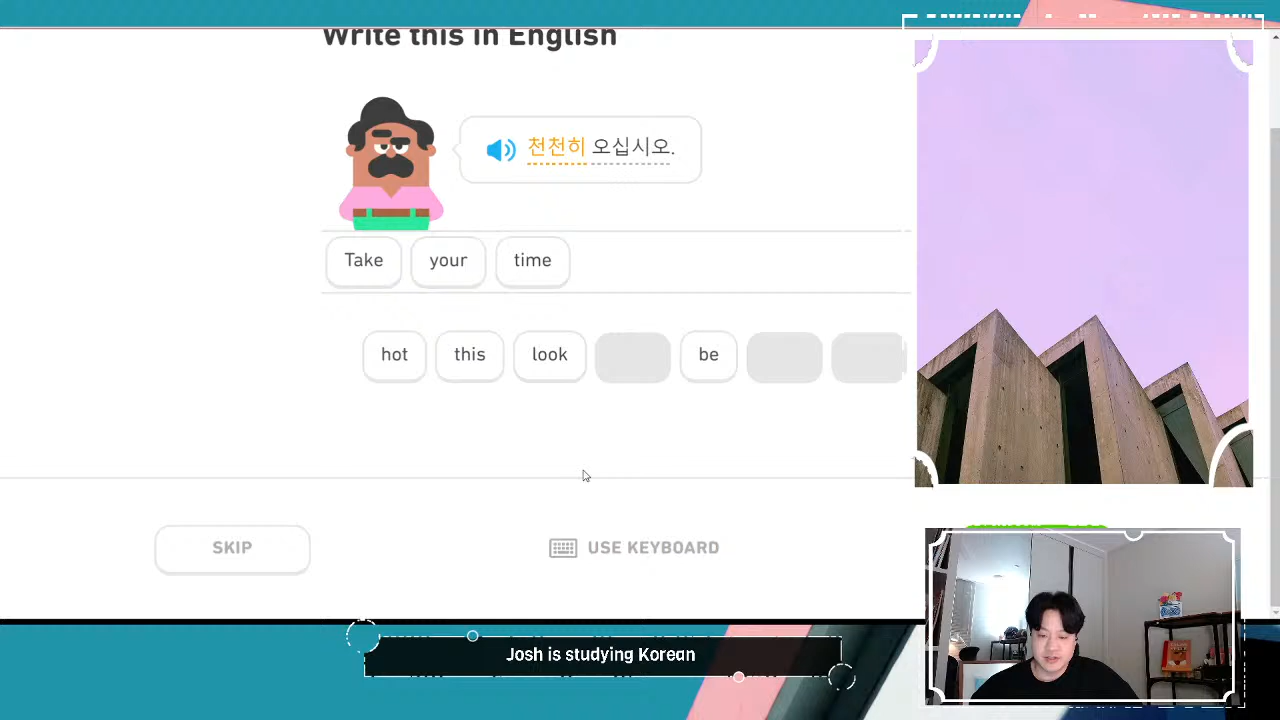 Write this in English
천천히 오십시오.
Take your time
hot this look be
SKIP USE KEYBOARD
Josh is studying Korean